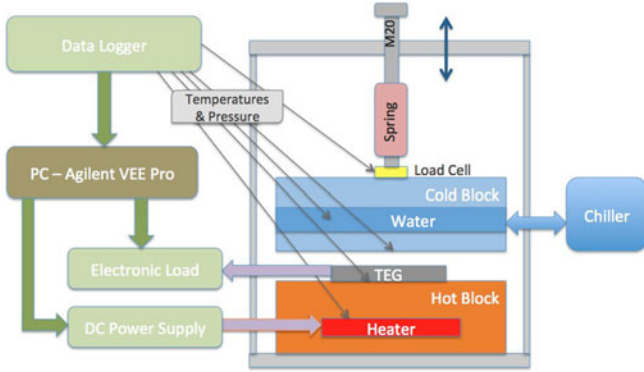 Data Logger
M20
Temperatures
& Pressure
Spring
PC – Agilent VEE Pro
Load Cell
Cold Block
Water
Chiller
Electronic Load
TEG
Hot Block
DC Power Supply
Heater